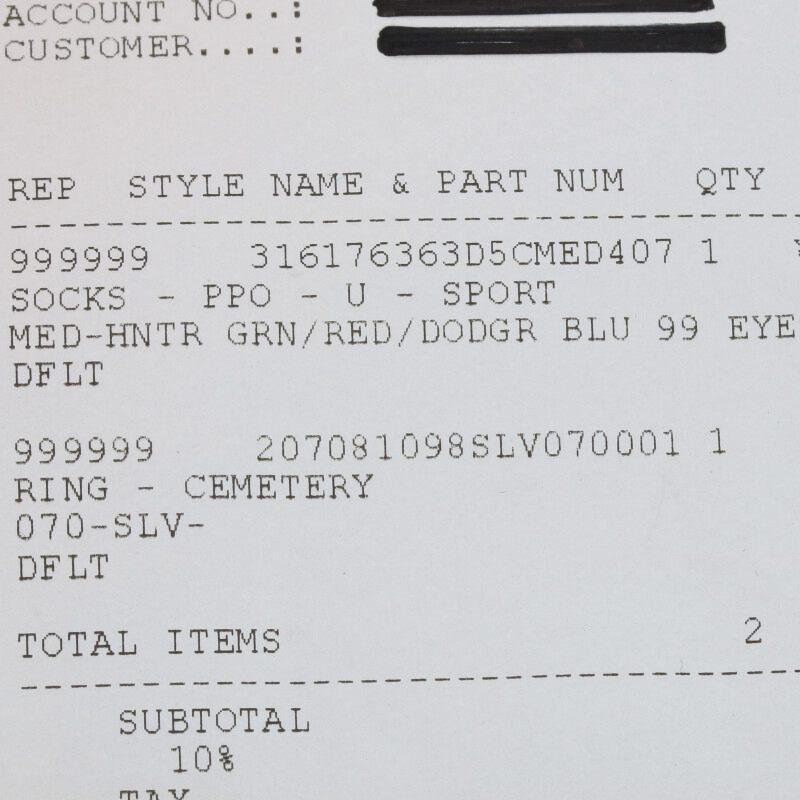 ACCOUNT NO..:
CUSTOMER....:
REP STYLE NAME & PART NUM QTY
999999 316176363D5CMED407 1 ¥
SOCKS - PPO - U - SPORT
MED-HNTR GRN/RED/DODGR BLU 99 EYE
DFLT
999999 207081098SLV070001 1
RING - CEMETERY
070-SLV-
DFLT
TOTAL ITEMS 2
SUBTOTAL
10%
TAX